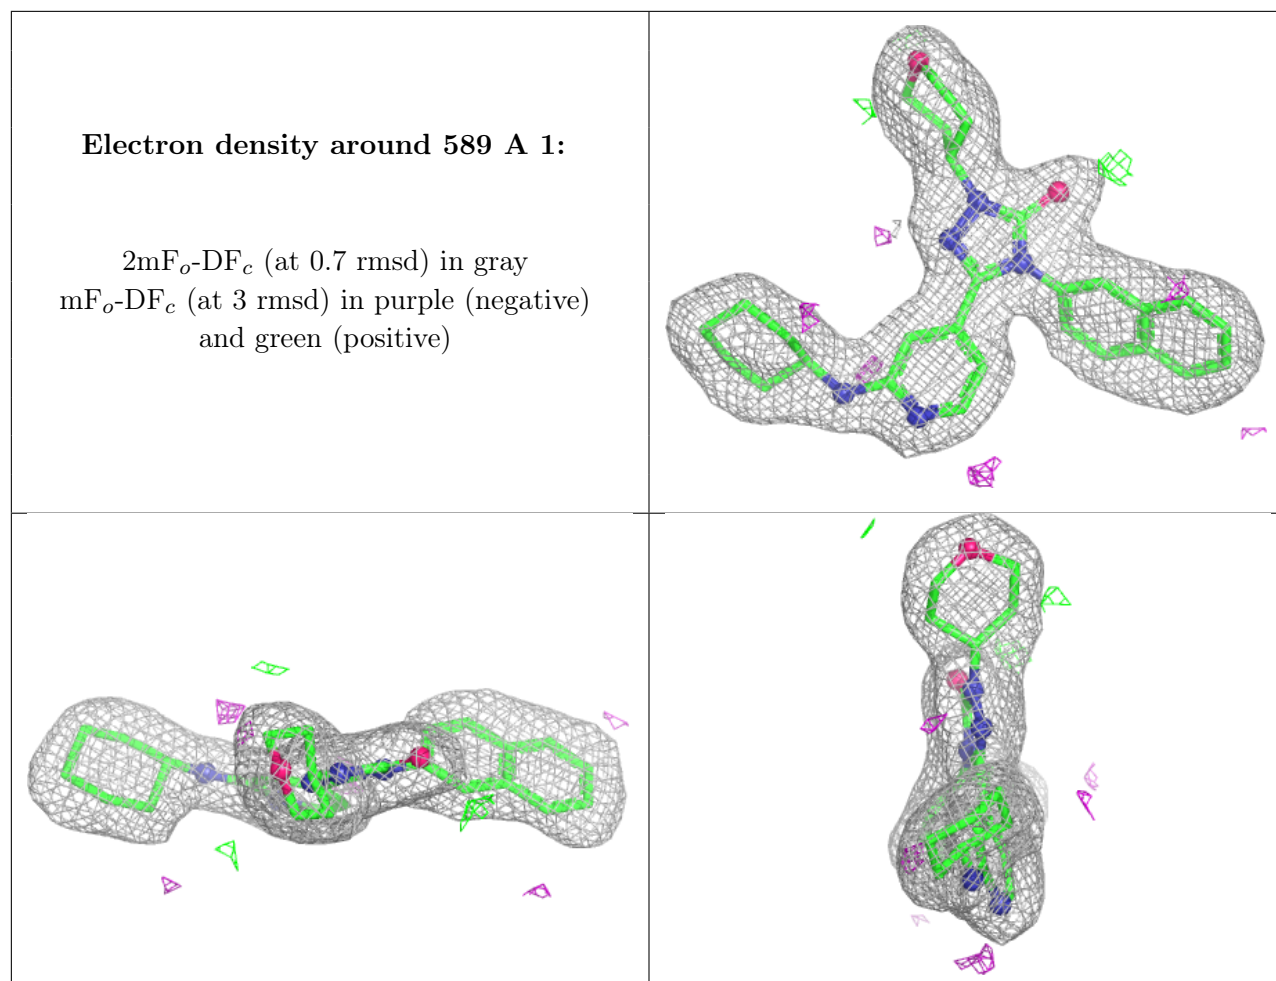 Electron density around 589 A 1:
2mFo-DFc (at 0.7 rmsd) in gray
mFo-DFc (at 3 rmsd) in purple (negative)
and green (positive)